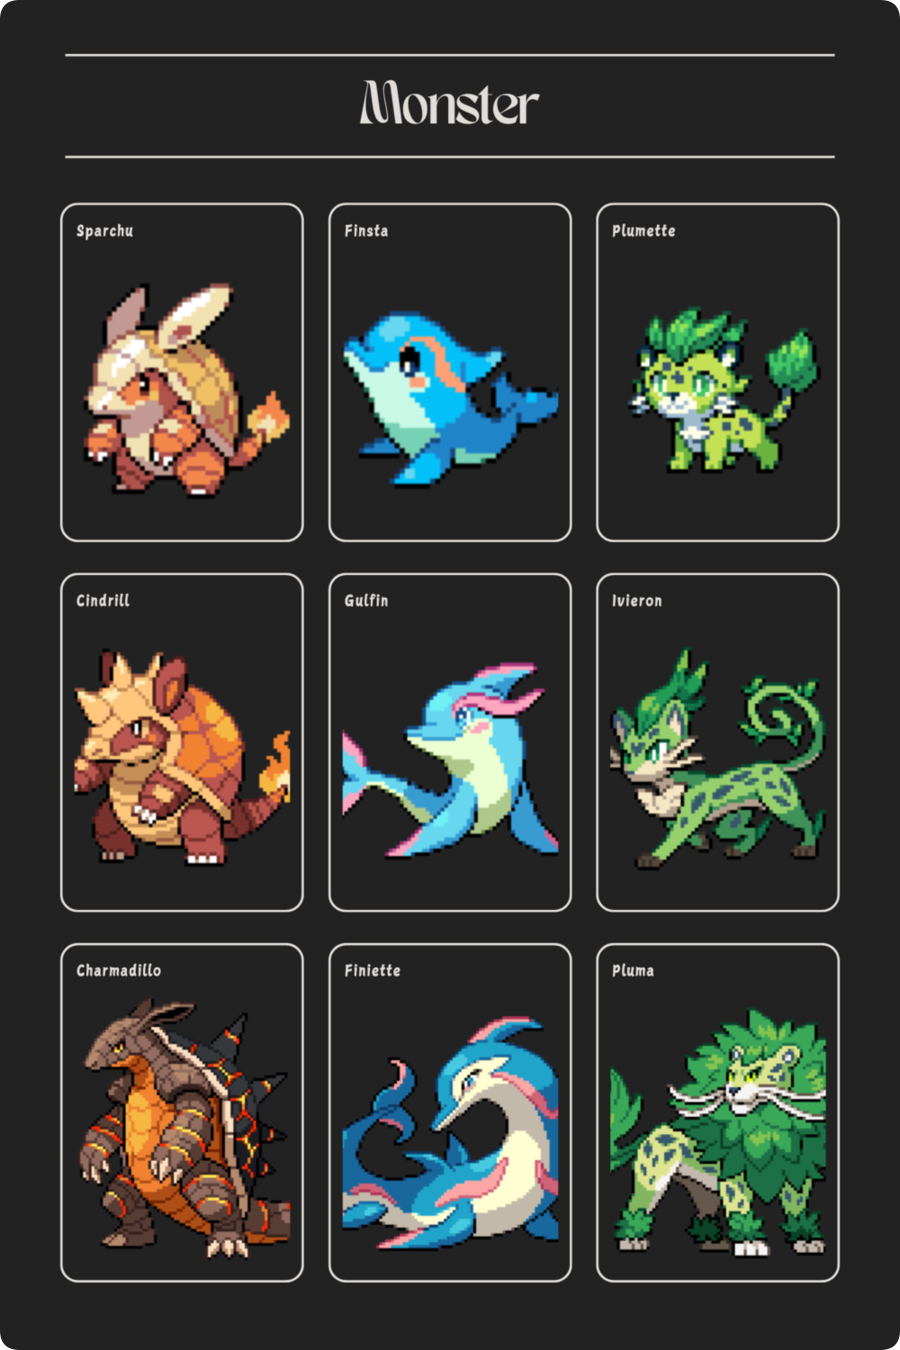 Monster
Sparchu
Finsta
Plumette
Cindrill
Gulfin
Ivieron
Charmadillo
Finiette
Pluma